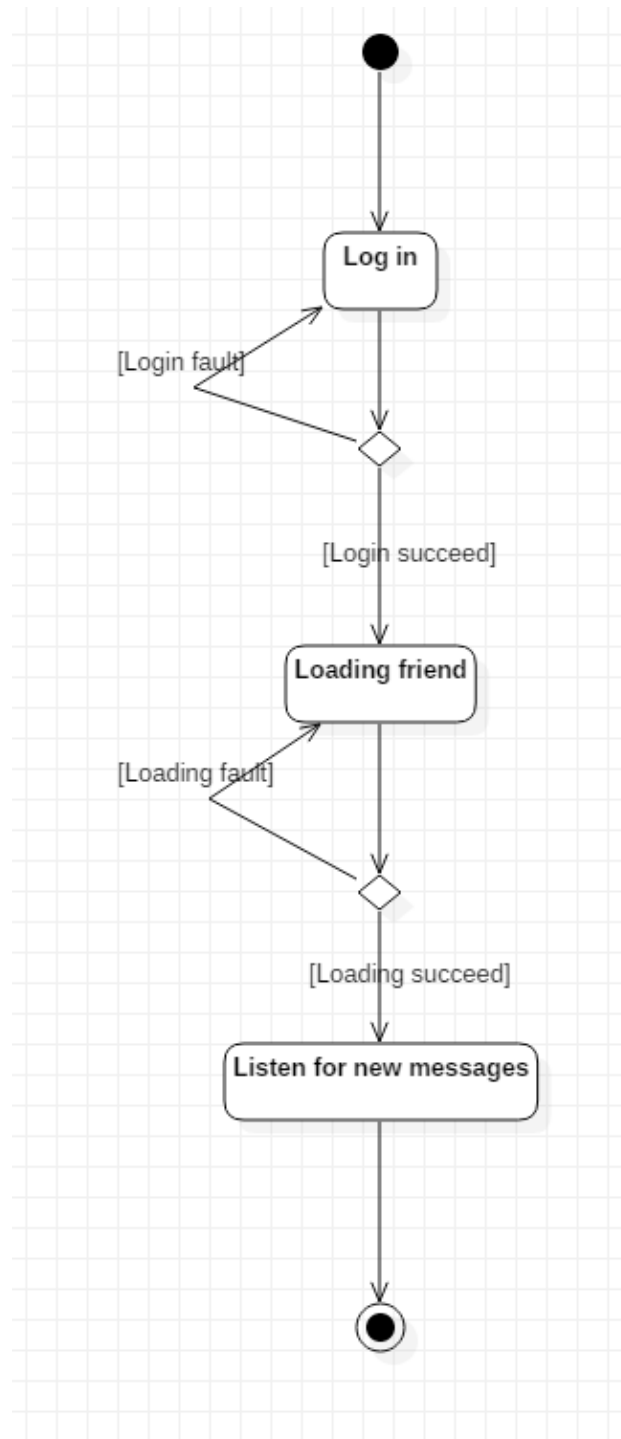 Log in
[Login fault]
[Login succeed]
Loading friend
[Loading fault]
[Loading succeed]
Listen for new messages